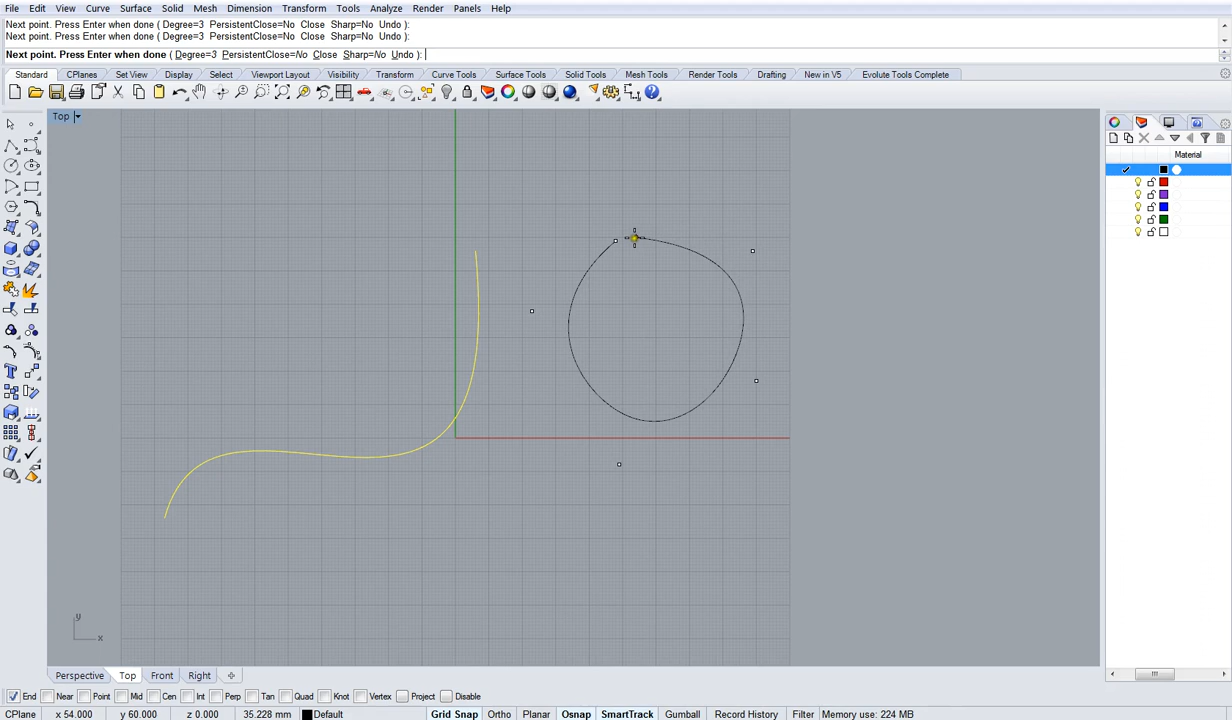 File Edit View Curve Surface Solid Mesh Dimension Transform Tools Analyze Render Panels Help
Next point. Press Enter when done ( Degree=3 PersistentClose=No Close Sharp=No Undo ):
Next point. Press Enter when done ( Degree=3 PersistentClose=No Close Sharp=No Undo ):
Next point. Press Enter when done ( Degree=3 PersistentClose=No Close Sharp=No Undo ):
Standard CPlanes Set View Display Select Viewport Layout Visibility Transform Curve Tools Surface Tools Solid Tools Mesh Tools Render Tools Drafting New in V5 Evolute Tools Complete
Top
Material
y
x
Perspective Top Front Right
End Near Point Mid Cen Int Perp Tan Quad Knot Vertex Project Disable
CPlane x 54.000 y 60.000 z 0.000 35.228 mm Default Grid Snap Ortho Planar Osnap SmartTrack Gumball Record History Filter Memory use: 224 MB